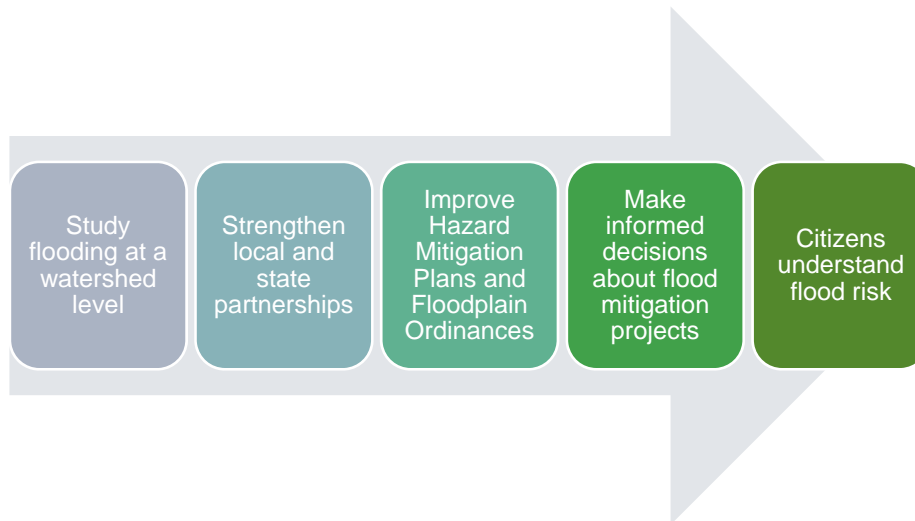 Study
flooding at a
watershed
level
Strengthen
local and
state
partnerships
Improve
Hazard
Mitigation
Plans and
Floodplain
Ordinances
Make
informed
decisions
about flood
mitigation
projects
Citizens
understand
flood risk